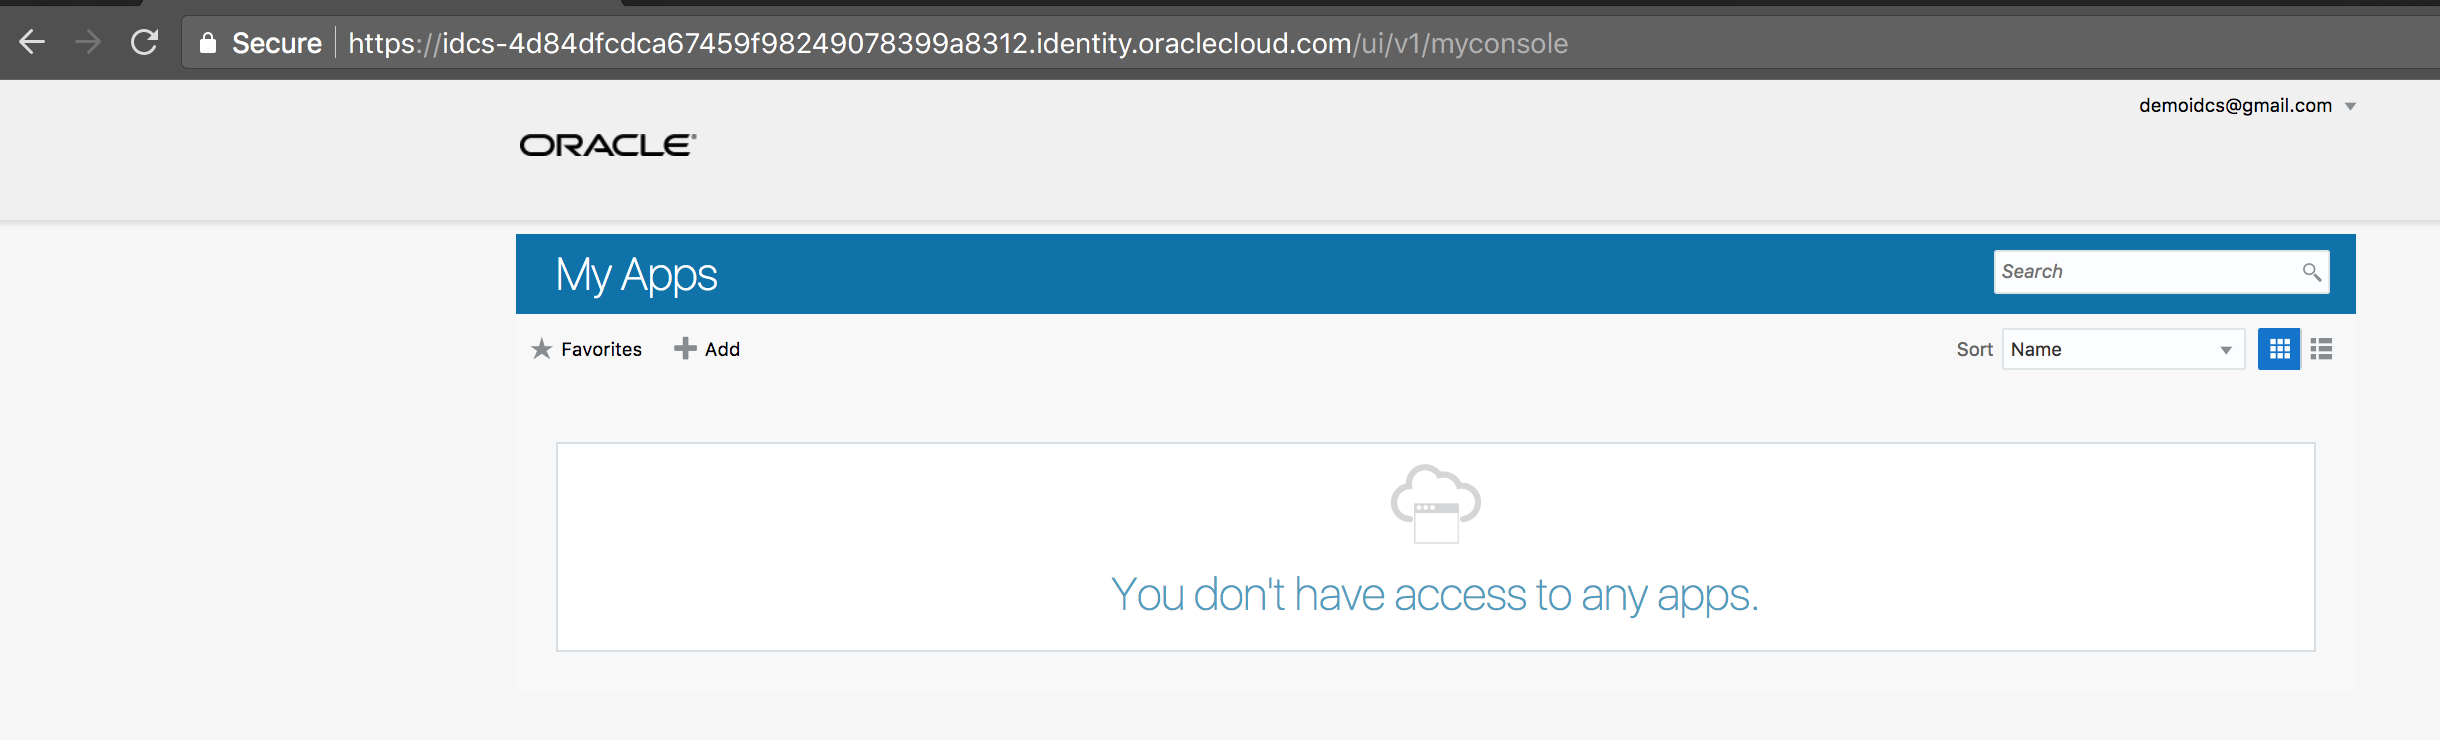 Secure https://idcs-4d84dfcdca67459f98249078399a8312.identity.oraclecloud.com/ui/v1/myconsole
demoidcs@gmail.com
ORACLE
My Apps
Search
Favorites Add
Sort Name
You don't have access to any apps.